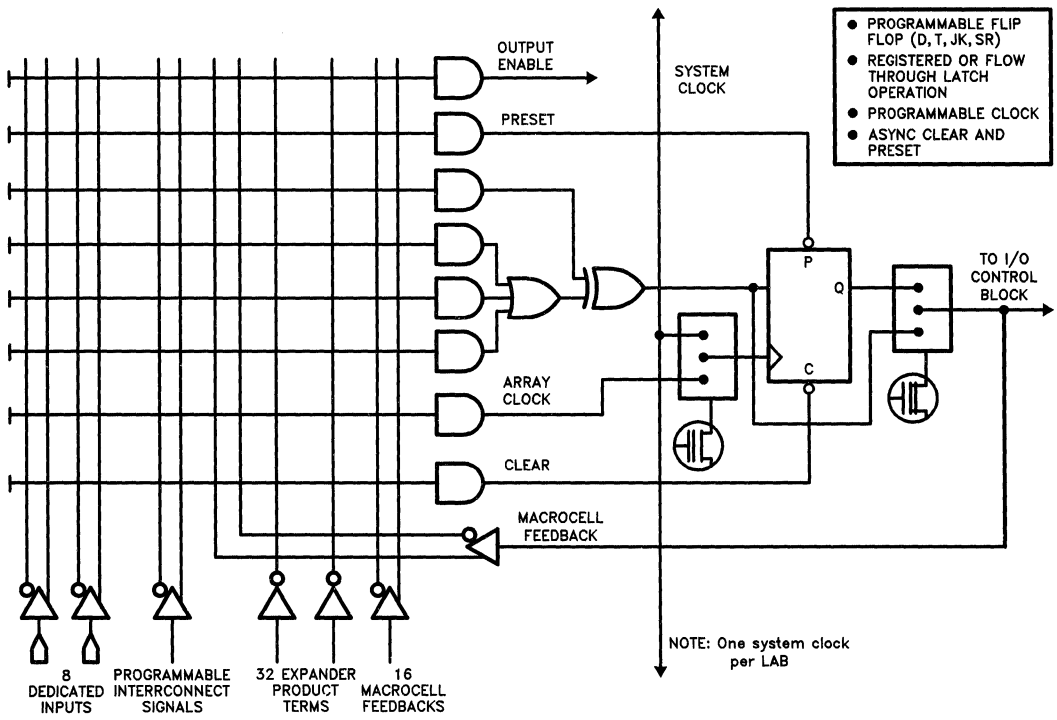 OUTPUT
ENABLE
SYSTEM
CLOCK
● PROGRAMMABLE FLIP
FLOP (D, T, JK, SR)
● REGISTERED OR FLOW
THROUGH LATCH
OPERATION
● PROGRAMMABLE CLOCK
● ASYNC CLEAR AND
PRESET
PRESET
P
Q
C
TO I/O
CONTROL
BLOCK
ARRAY
CLOCK
CLEAR
MACROCELL
FEEDBACK
NOTE: One system clock
per LAB
8
DEDICATED
INPUTS
PROGRAMMABLE
INTERRCONNECT
SIGNALS
32 EXPANDER
PRODUCT
TERMS
16
MACROCELL
FEEDBACKS